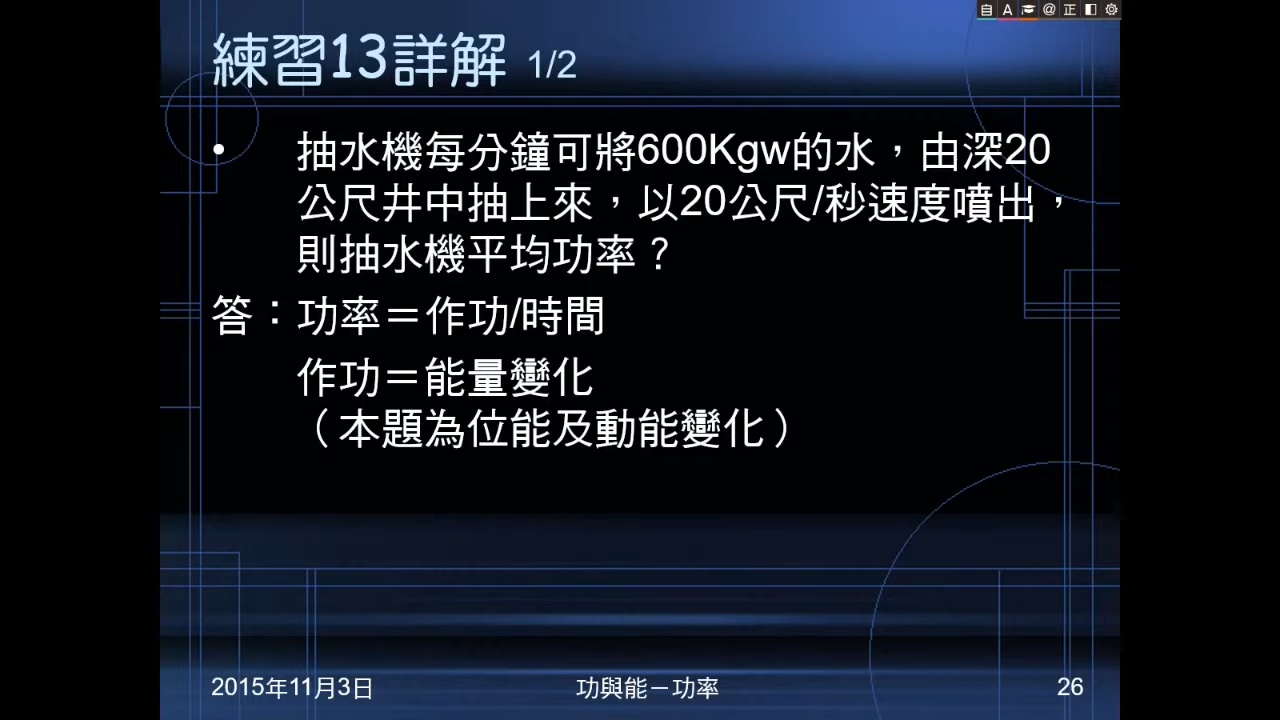 自 A @ 正
練習13詳解 1/2
• 抽水機每分鐘可將600Kgw的水，由深20
公尺井中抽上來，以20公尺/秒速度噴出，
則抽水機平均功率？
答：功率＝作功/時間
作功＝能量變化
（本題為位能及動能變化）
2015年11月3日 功與能－功率 26